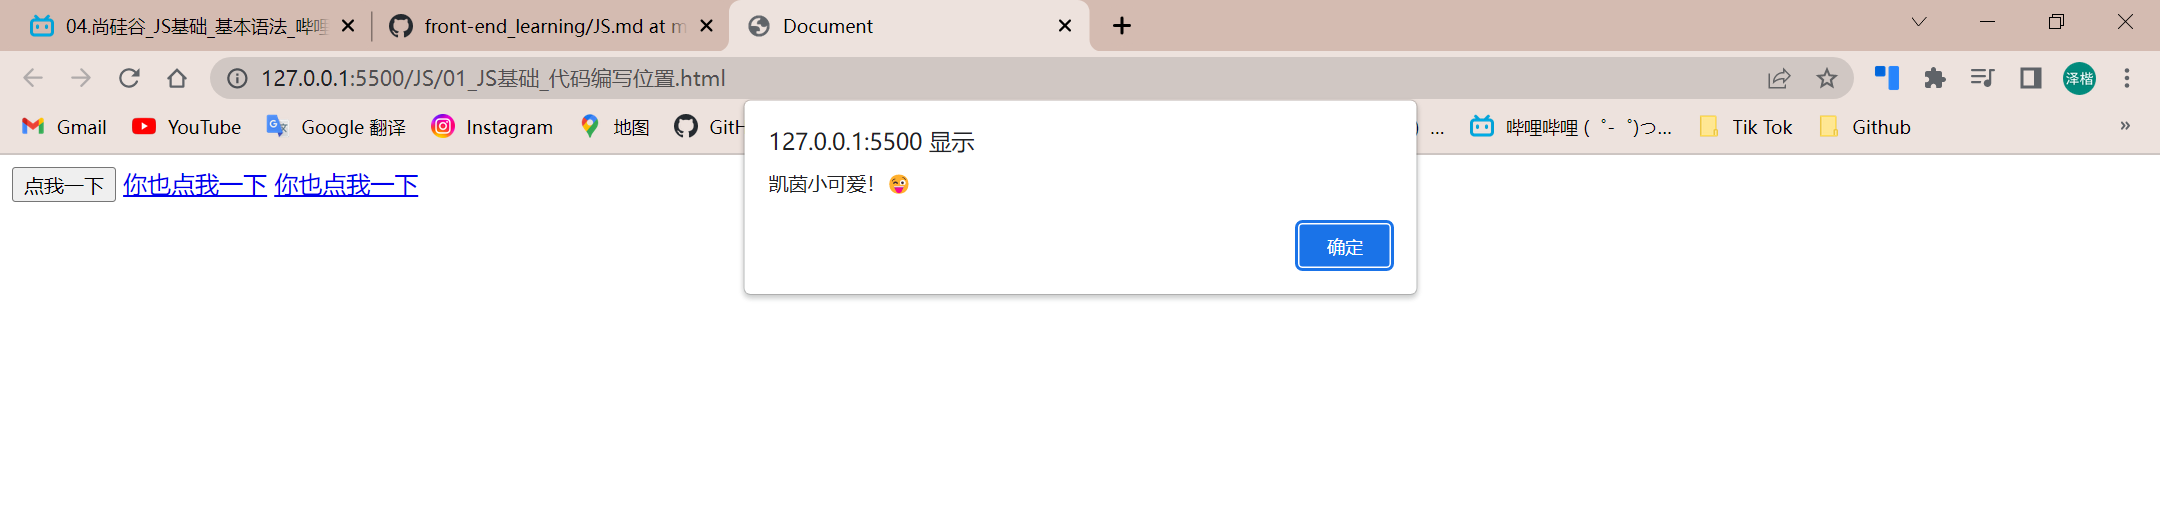 04.尚硅谷_JS基础_基本语法_哔哩
front-end_learning/JS.md at m
Document
127.0.0.1:5500/JS/01_JS基础_代码编写位置.html
泽楷
Gmail YouTube Google 翻译 Instagram 地图 GitH ) ... 哔哩哔哩 (゜-゜)つ... Tik Tok Github »
127.0.0.1:5500 显示
凯茵小可爱！😜
确定
点我一下 你也点我一下 你也点我一下